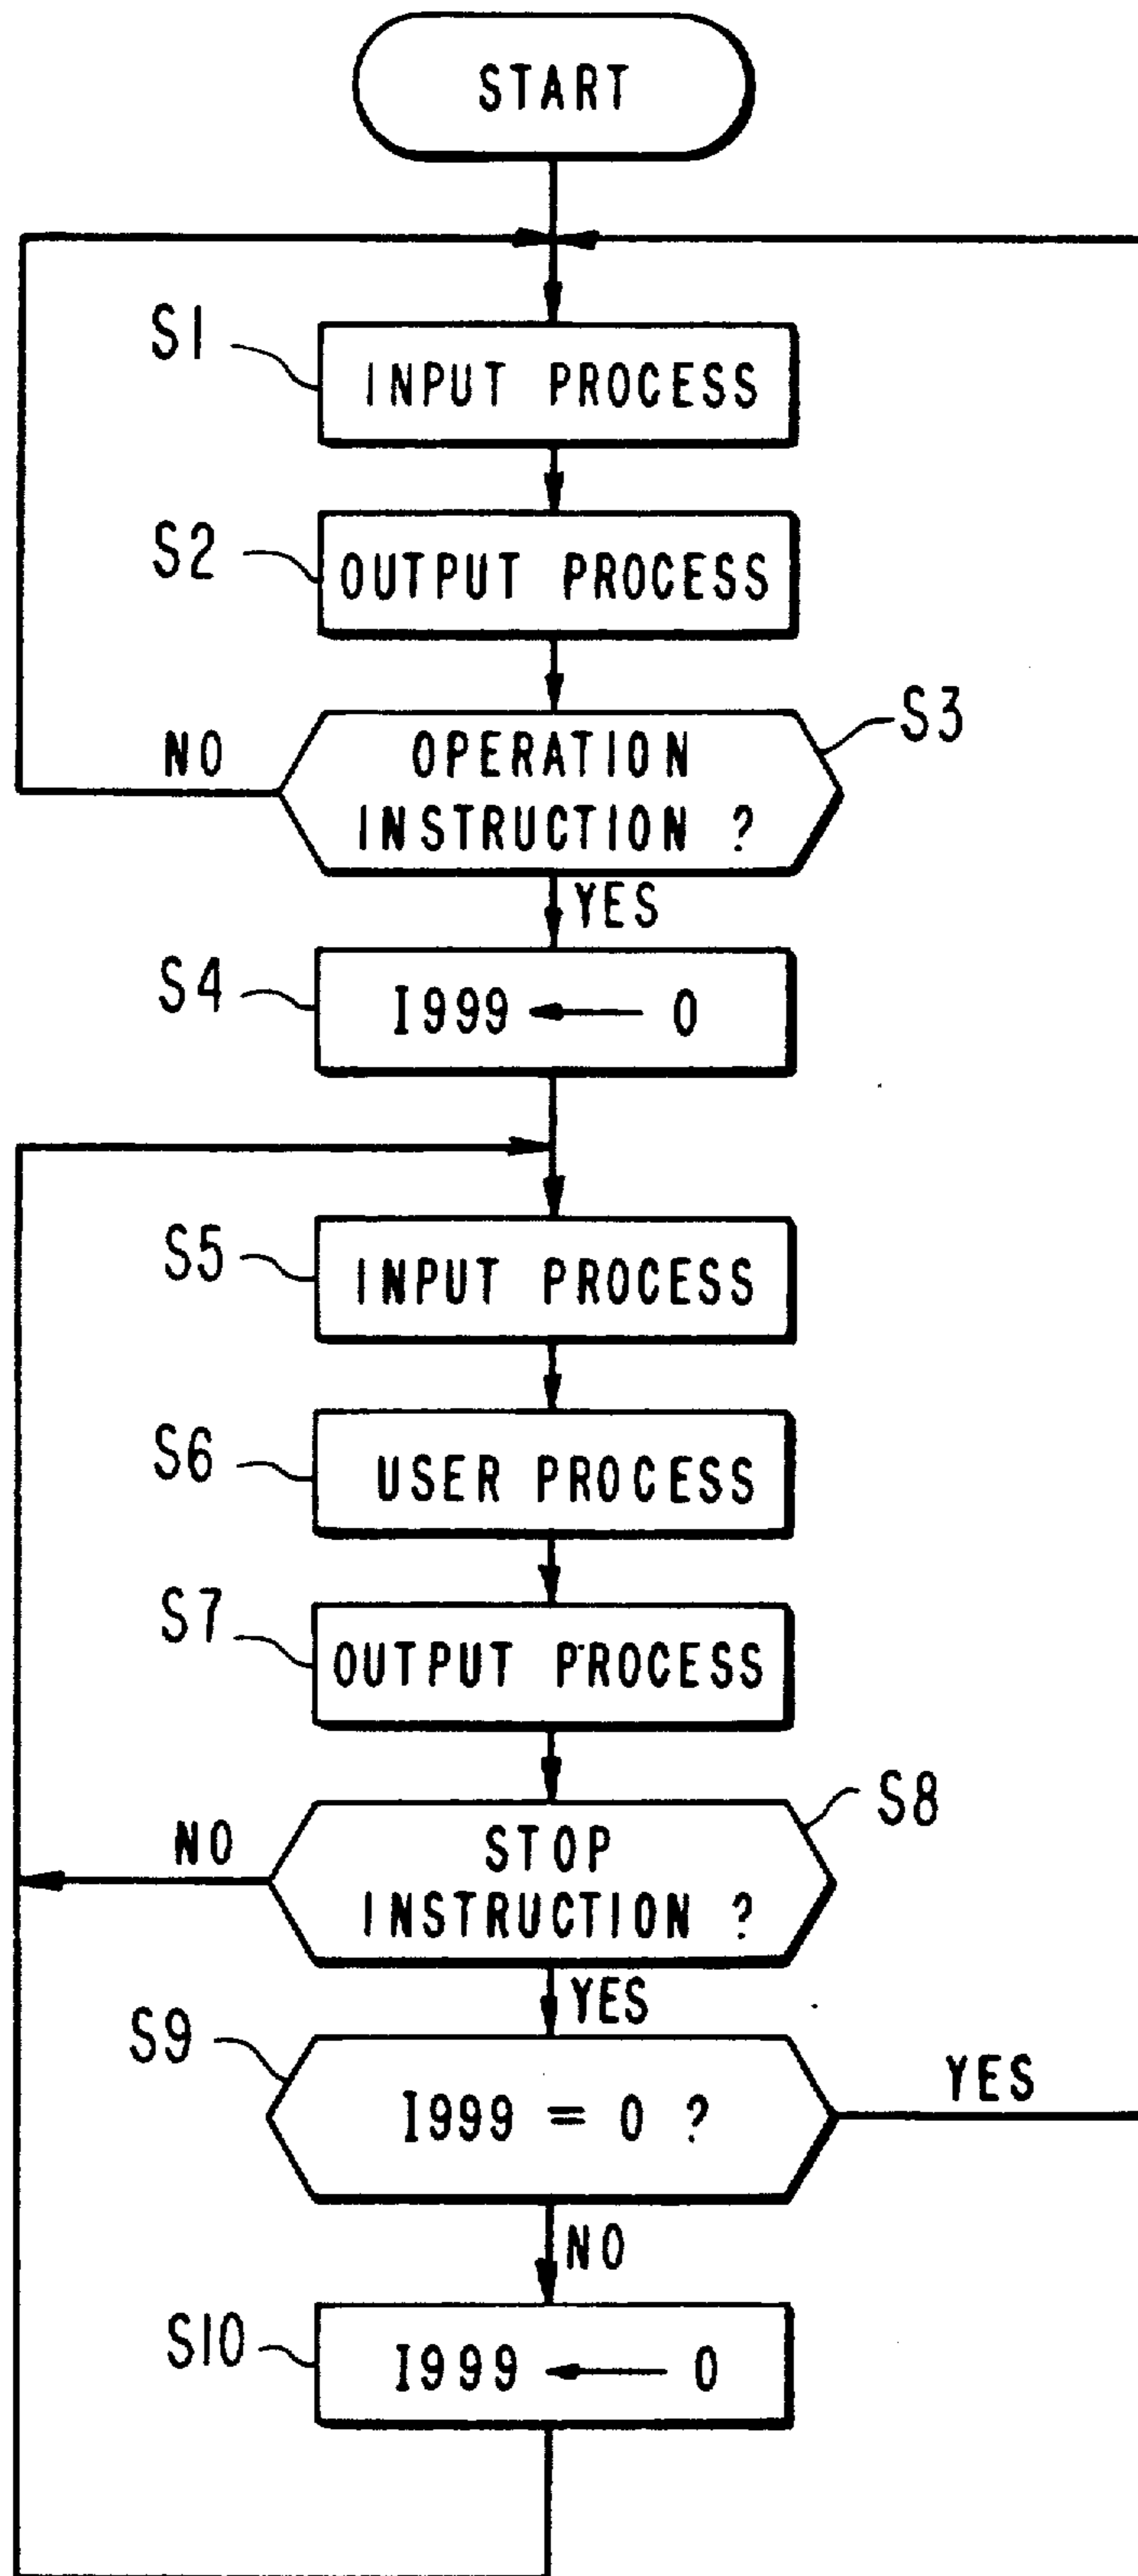 START
S1
INPUT PROCESS
S2
OUTPUT PROCESS
S3
NO
OPERATION
INSTRUCTION ?
YES
S4
I999 ← 0
S5
INPUT PROCESS
S6
USER PROCESS
S7
OUTPUT PROCESS
S8
NO
STOP
INSTRUCTION ?
YES
S9
I999 = 0 ?
YES
NO
S10
I999 ← 0